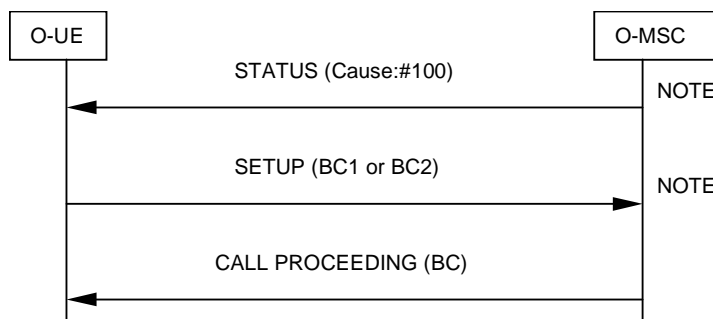 O-UE
O-MSC
STATUS (Cause:#100)
NOTE
SETUP (BC1 or BC2)
NOTE
CALL PROCEEDING (BC)